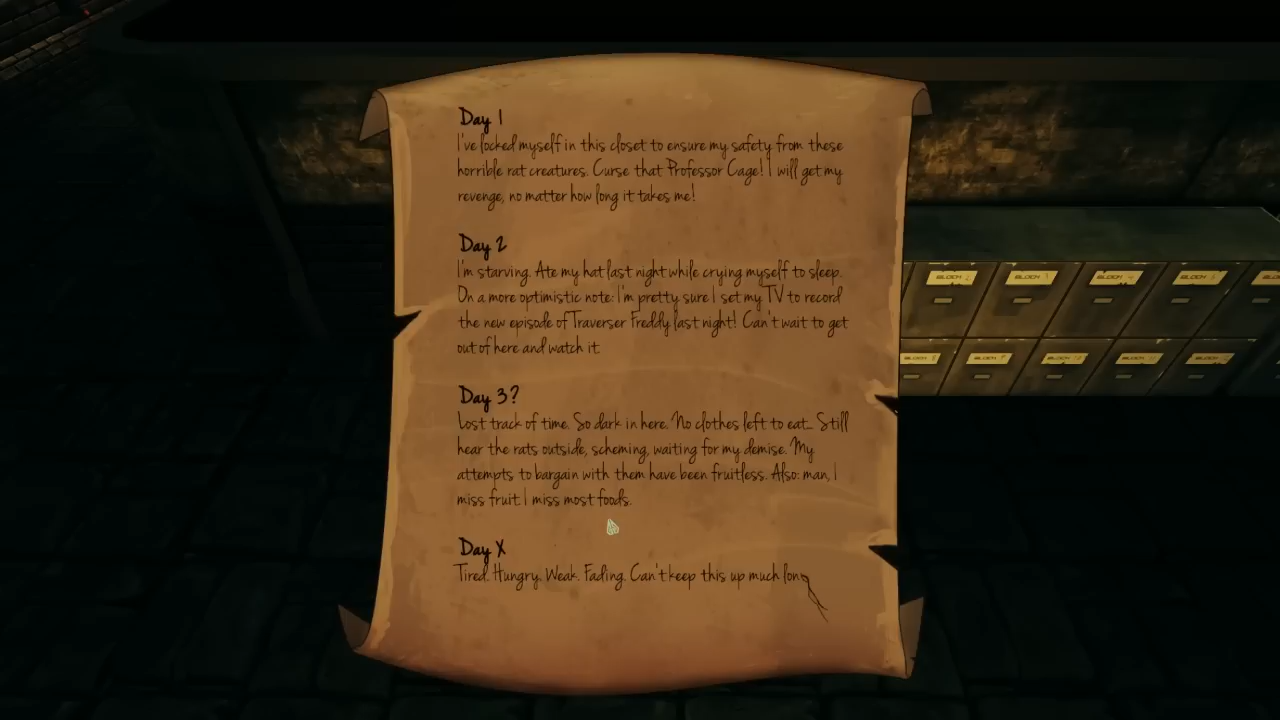 Day 1
I've locked myself in this closet to ensure my safety from these
horrible rat creatures. Curse that Professor Cage! I will get my
revenge, no matter how long it takes me!
Day 2
I'm starving. Ate my hat last night while crying myself to sleep.
On a more optimistic note: I'm pretty sure I set my TV to record
the new episode of Traverser Freddy last night! Can't wait to get
out of here and watch it.
Day 3?
Lost track of time. So dark in here. No clothes left to eat... Still
hear the rats outside, scheming, waiting for my demise. My
attempts to bargain with them have been fruitless. Also: man, I
miss fruit. I miss most foods.
Day X
Tired. Hungry. Weak. Fading. Can't keep this up much long